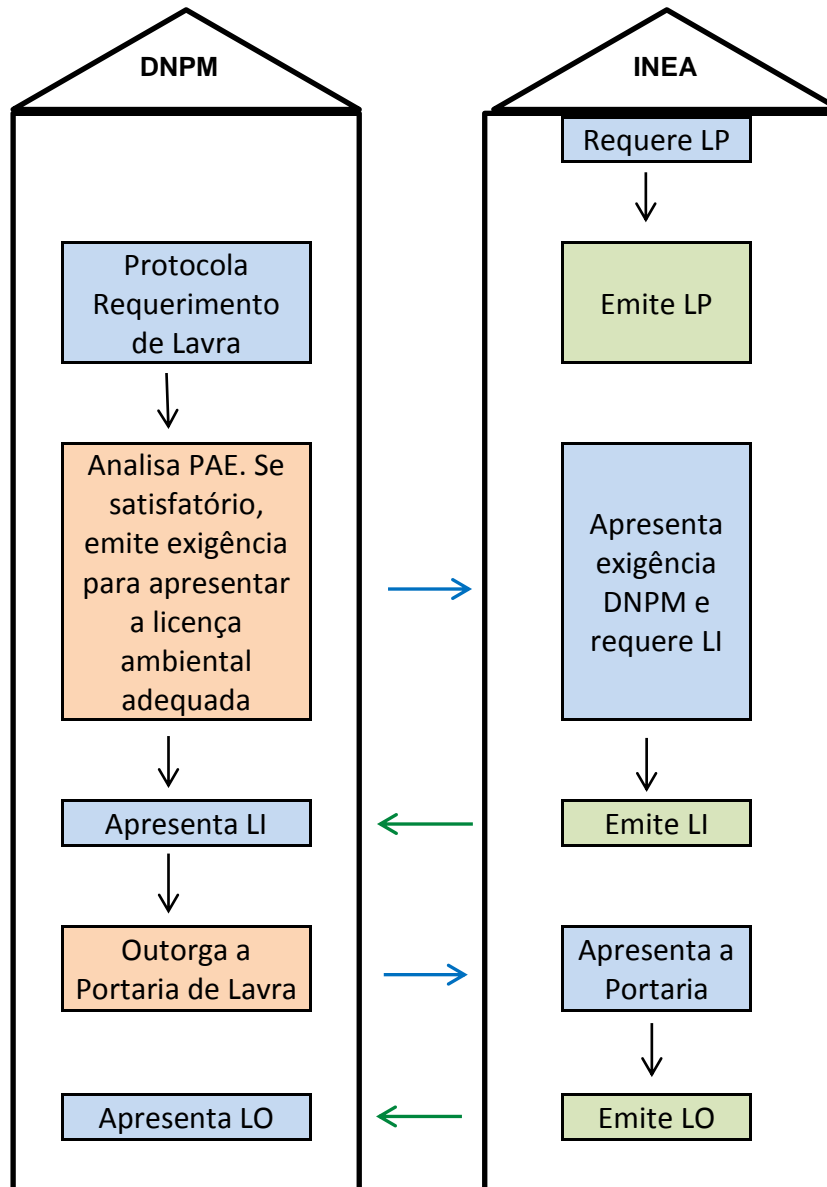 DNPM
INEA
Requere LP
Protocola
Requerimento
de Lavra
Emite LP
Analisa PAE. Se
satisfatório,
emite exigência
para apresentar
a licença
ambiental
adequada
Apresenta
exigência
DNPM e
requere LI
Apresenta LI
Emite LI
Outorga a
Portaria de Lavra
Apresenta a
Portaria
Apresenta LO
Emite LO